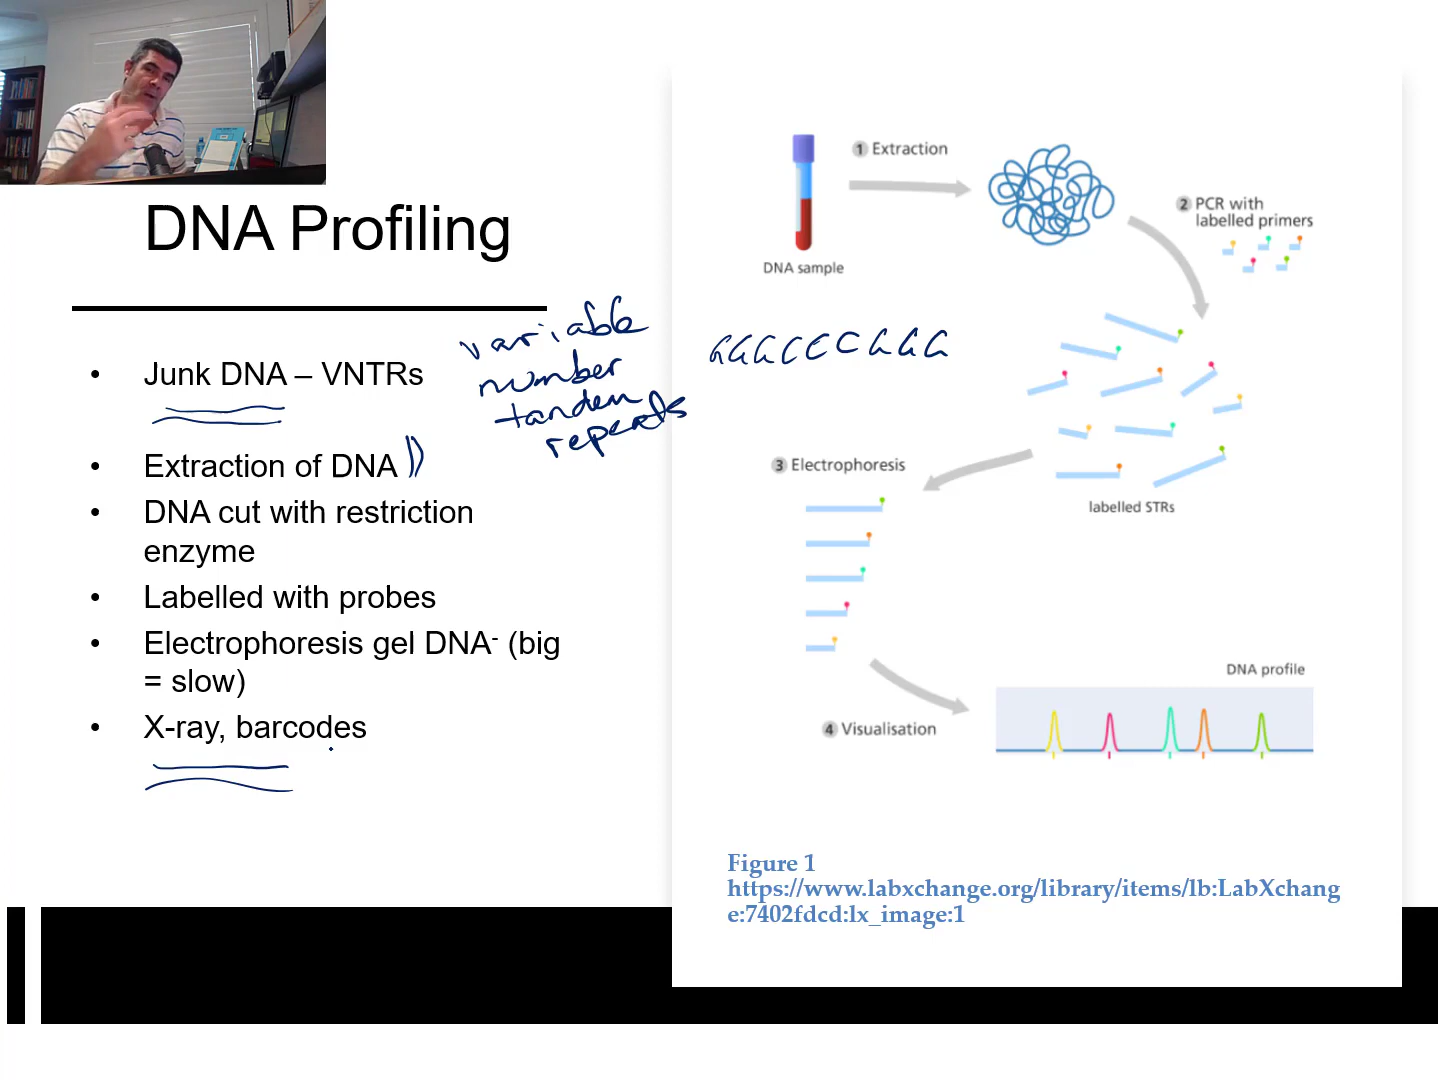 DNA Profiling
• Junk DNA – VNTRs
variable
number
tandem
repeats
• Extraction of DNA
• DNA cut with restriction
enzyme
• Labelled with probes
• Electrophoresis gel DNA- (big
= slow)
• X-ray, barcodes
1 Extraction
DNA sample
2 PCR with
labelled primers
labelled STRs
3 Electrophoresis
DNA profile
4 Visualisation
Figure 1
https://www.labxchange.org/library/items/lb:LabXchang
e:7402fdcd:lx_image:1